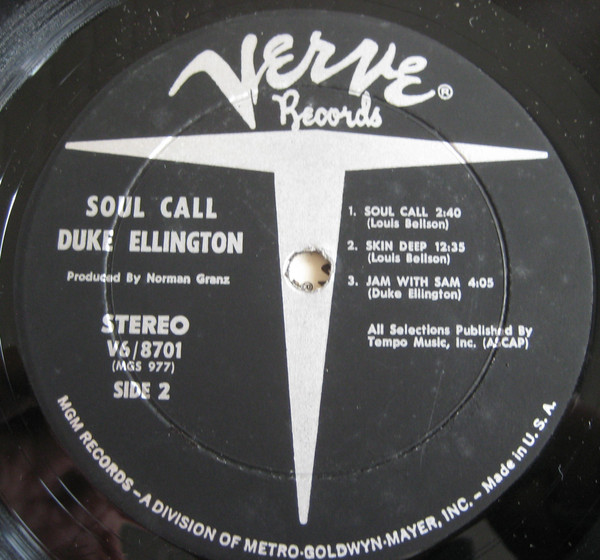 VERVE®
Records
SOUL CALL
DUKE ELLINGTON
Produced By Norman Granz
STEREO
V6/8701
(MGS 977)
SIDE 2
1. SOUL CALL 2:40
(Louis Bellson)
2. SKIN DEEP 12:35
(Louis Bellson)
3. JAM WITH SAM 4:05
(Duke Ellington)
All Selections Published By
Tempo Music, Inc. (ASCAP)
MGM RECORDS—A DIVISION OF METRO-GOLDWYN-MAYER, INC. – Made in U. S. A.